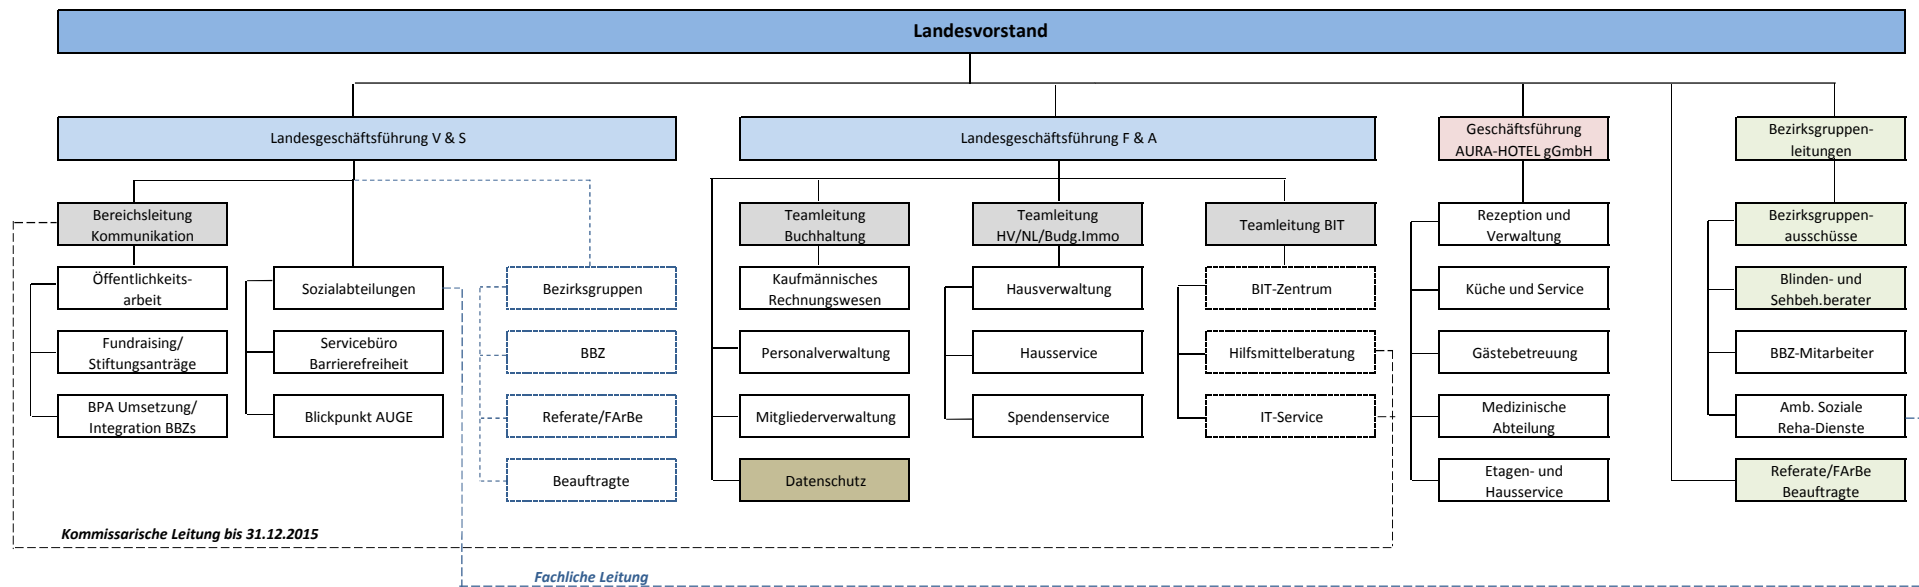 Landesvorstand
Landesgeschäftsführung V & S
Landesgeschäftsführung F & A
Geschäftsführung
AURA-HOTEL gGmbH
Bezirksgruppen-
leitungen
Bereichsleitung
Kommunikation
Teamleitung
Buchhaltung
Teamleitung
HV/NL/Budg.Immo
Teamleitung BIT
Rezeption und
Verwaltung
Bezirksgruppen-
ausschüsse
Öffentlichkeits-
arbeit
Sozialabteilungen
Bezirksgruppen
Kaufmännisches
Rechnungswesen
Hausverwaltung
BIT-Zentrum
Küche und Service
Blinden- und
Sehbeh.berater
Fundraising/
Stiftungsanträge
Servicebüro
Barrierefreiheit
BBZ
Personalverwaltung
Hausservice
Hilfsmittelberatung
Gästebetreuung
BBZ-Mitarbeiter
BPA Umsetzung/
Integration BBZs
Blickpunkt AUGE
Referate/FArBe
Mitgliederverwaltung
Spendenservice
IT-Service
Medizinische
Abteilung
Amb. Soziale
Reha-Dienste
Beauftragte
Datenschutz
Etagen- und
Hausservice
Referate/FArBe
Beauftragte
Kommissarische Leitung bis 31.12.2015
Fachliche Leitung